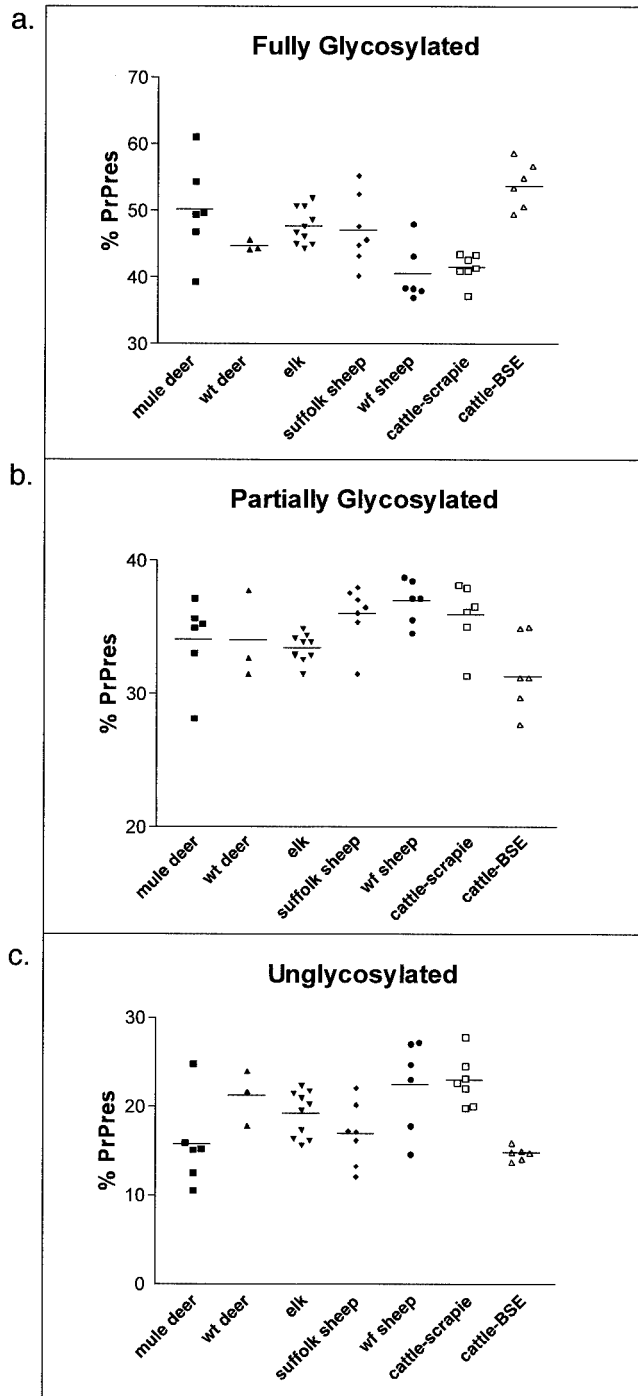 a.
Fully Glycosylated
% PrPres
70
60
50
40
30
mule deer
wt deer
elk
suffolk sheep
wf sheep
cattle-scrapie
cattle-BSE
b.
Partially Glycosylated
% PrPres
40
30
20
mule deer
wt deer
elk
suffolk sheep
wf sheep
cattle-scrapie
cattle-BSE
c.
Unglycosylated
% PrPres
30
20
10
0
mule deer
wt deer
elk
suffolk sheep
wf sheep
cattle-scrapie
cattle-BSE